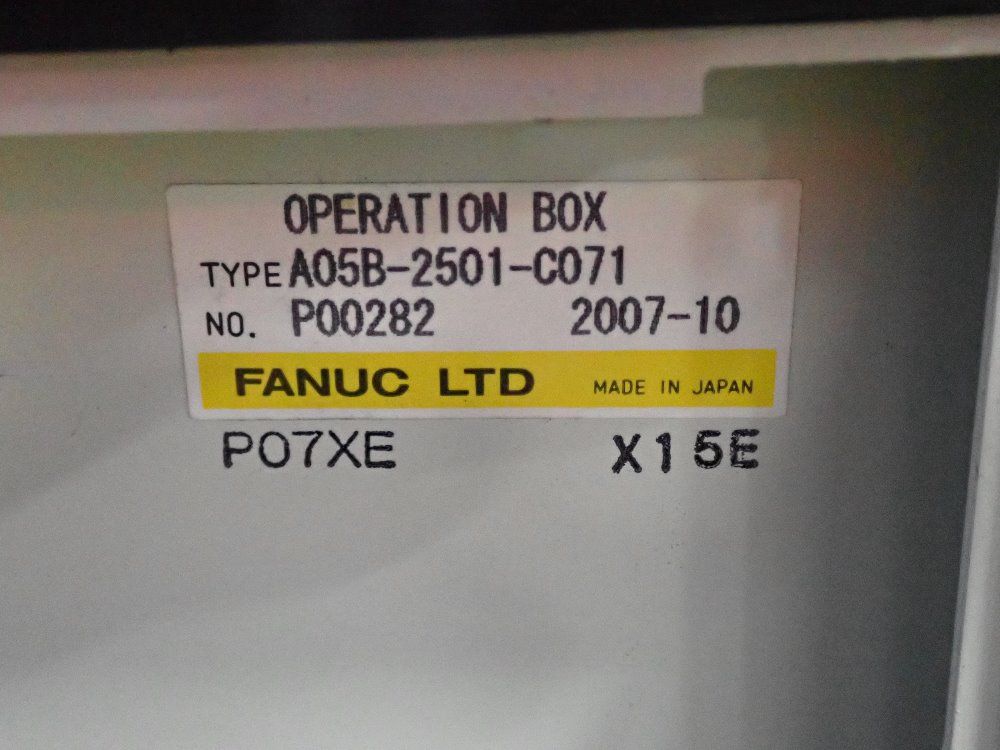 OPERATION BOX
TYPE A05B-2501-C071
NO. P00282 2007-10
FANUC LTD MADE IN JAPAN
P07XE X15E